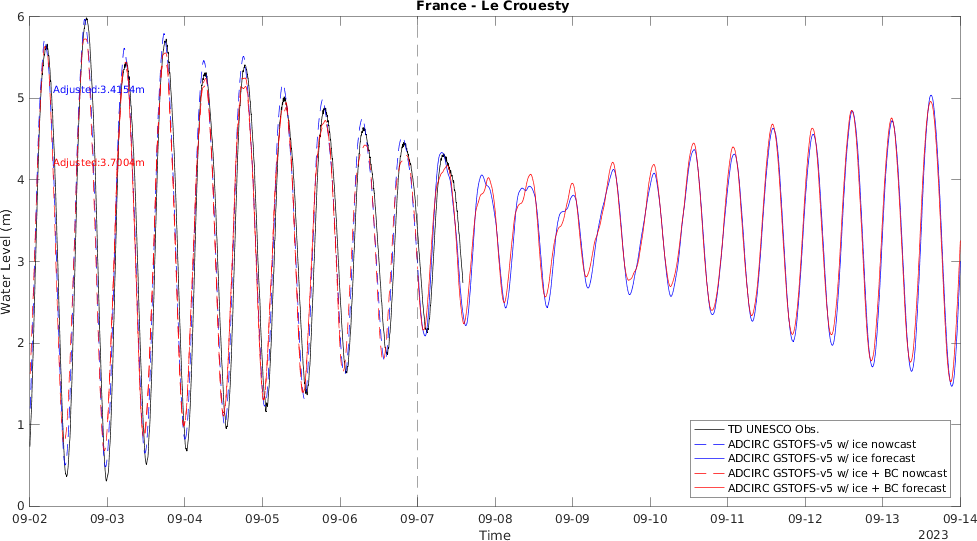 France - Le Crouesty
6
5
4
3
2
1
0
Water Level (m)
Adjusted:3.4154m
Adjusted:3.7004m
TD UNESCO Obs.
ADCIRC GSTOFS-v5 w/ ice nowcast
ADCIRC GSTOFS-v5 w/ ice forecast
ADCIRC GSTOFS-v5 w/ ice + BC nowcast
ADCIRC GSTOFS-v5 w/ ice + BC forecast
09-02 09-03 09-04 09-05 09-06 09-07 09-08 09-09 09-10 09-11 09-12 09-13 09-14
Time
2023